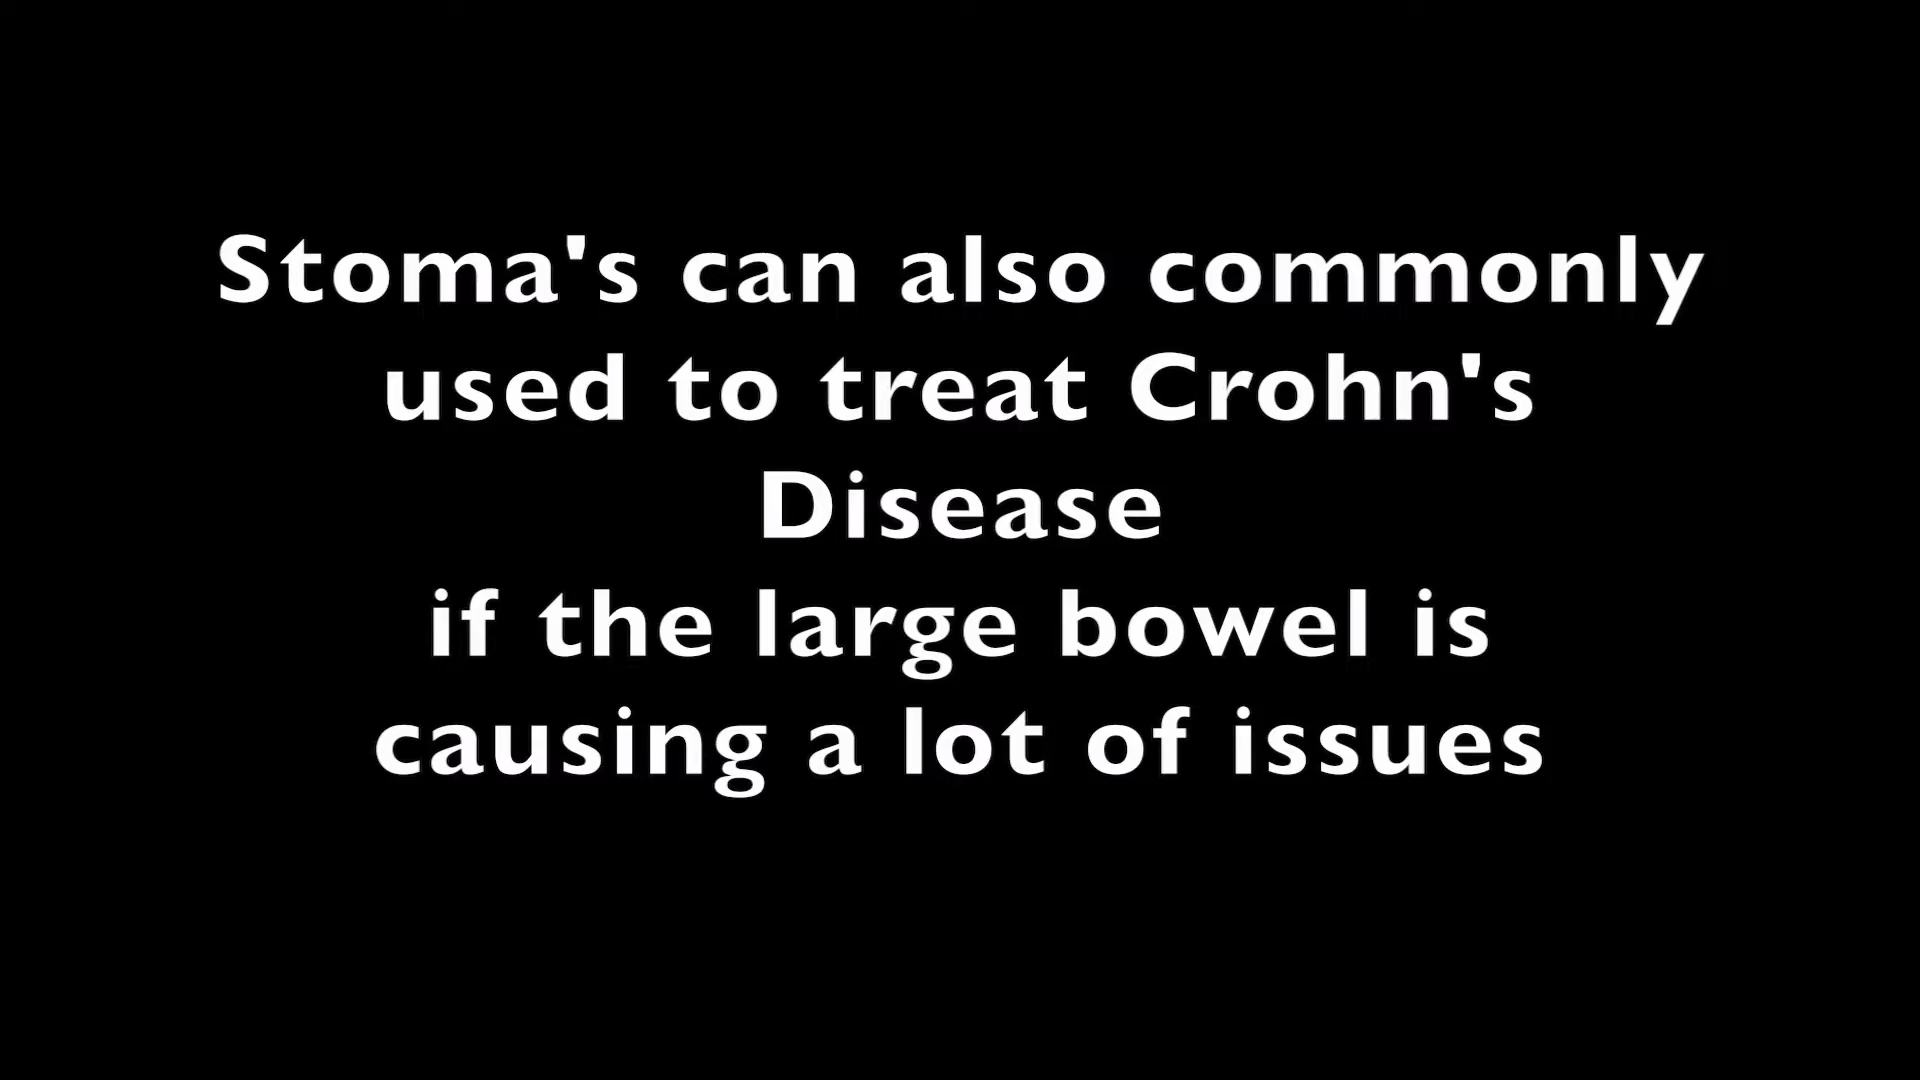 Stoma's can also commonly
used to treat Crohn's
Disease
if the large bowel is
causing a lot of issues